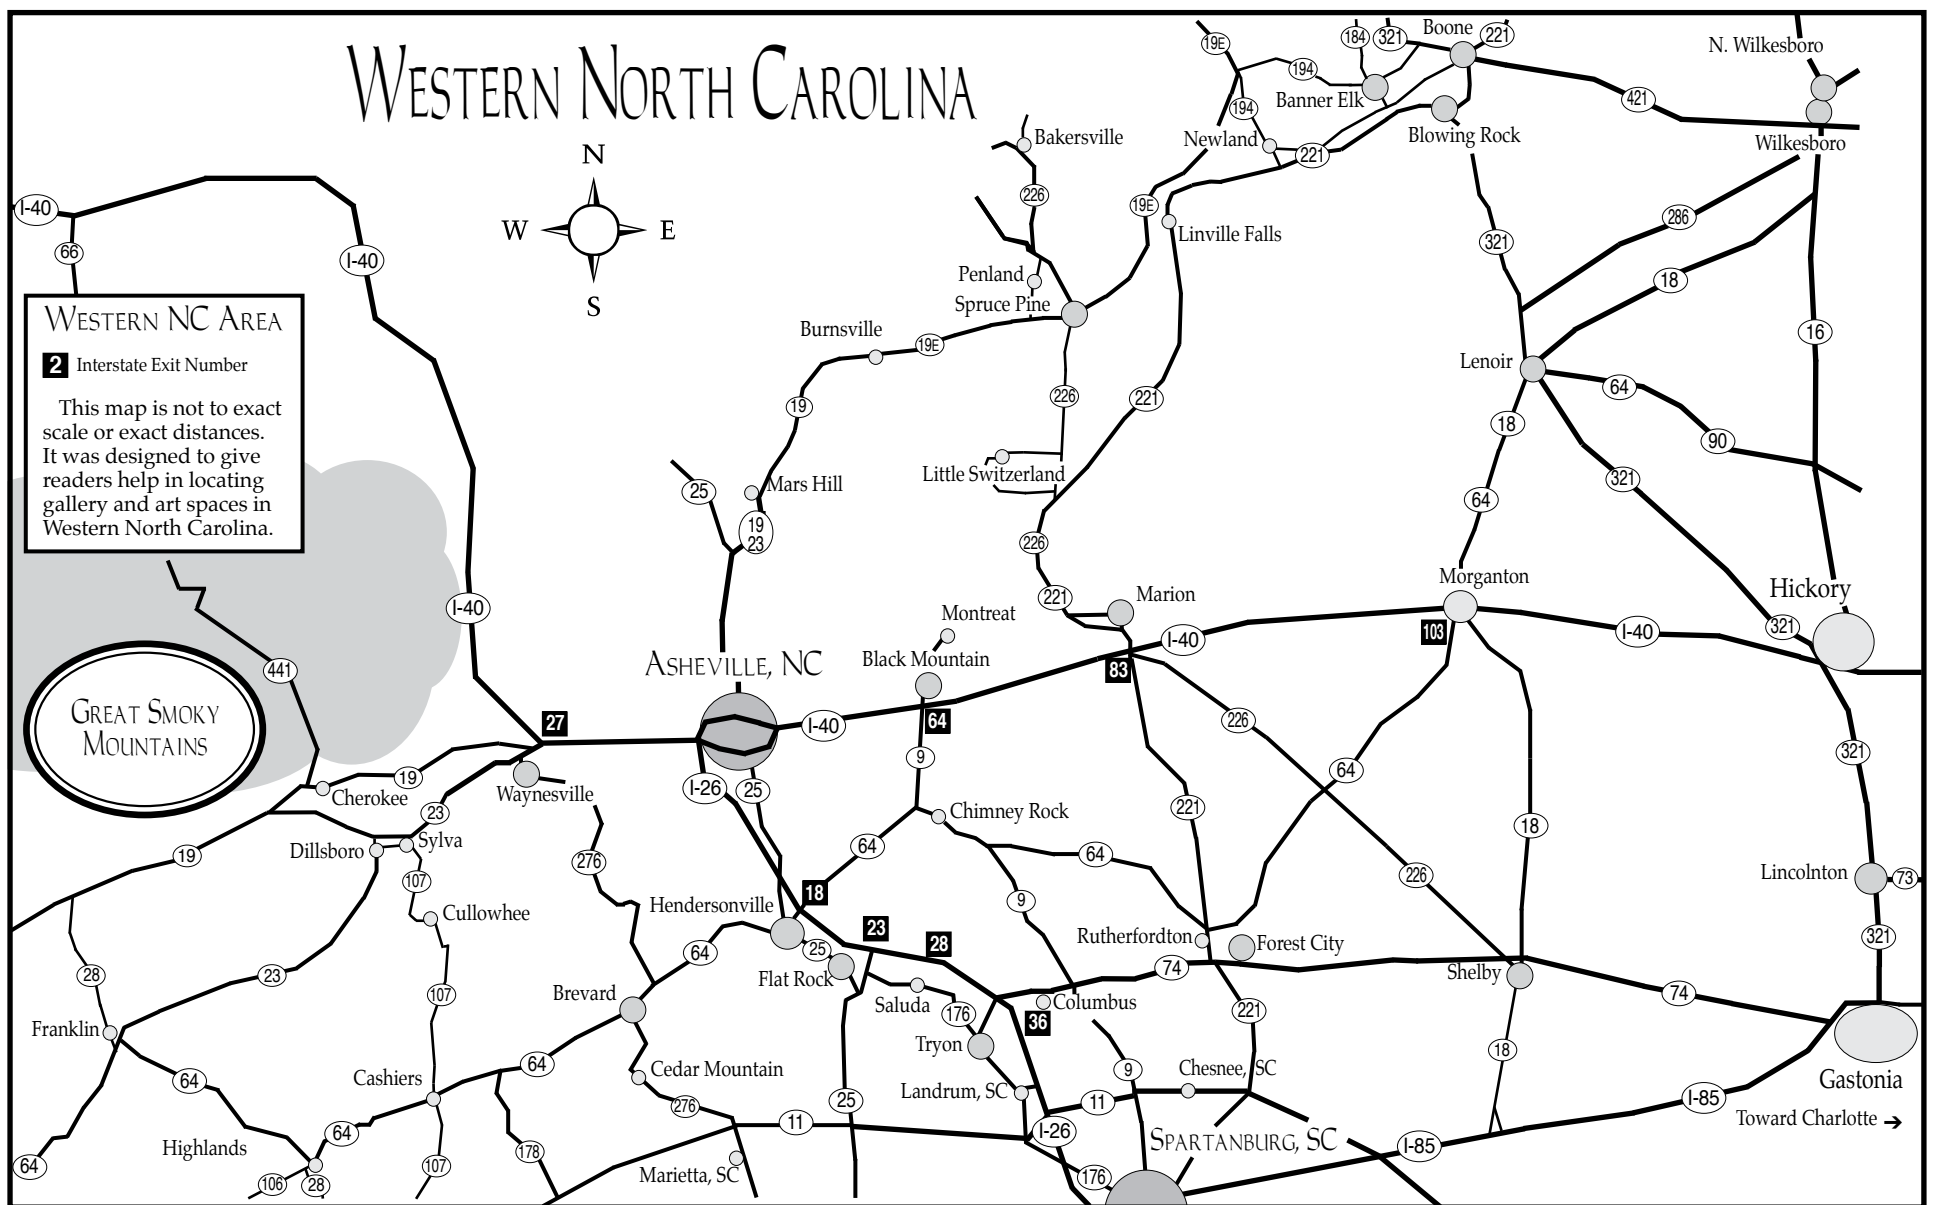 WESTERN NORTH CAROLINA
N
W
E
S
19E
184
321
Boone
221
N. Wilkesboro
194
Banner Elk
194
421
Newland
221
Blowing Rock
Wilkesboro
Bakersville
226
19E
Linville Falls
321
286
18
16
I-40
66
I-40
WESTERN NC AREA
2 Interstate Exit Number
This map is not to exact
scale or exact distances.
It was designed to give
readers help in locating
gallery and art spaces in
Western North Carolina.
Penland
Spruce Pine
Burnsville
19E
19
226
221
Lenoir
64
18
90
321
64
Little Switzerland
Mars Hill
25
19
23
226
221
Marion
Morganton
Hickory
I-40
Montreat
Black Mountain
I-40
103
I-40
321
83
ASHEVILLE, NC
441
GREAT SMOKY
MOUNTAINS
27
I-40
64
226
321
9
64
I-26
25
Cherokee
19
Waynesville
23
Chimney Rock
221
18
Dillsboro
Sylva
19
276
64
64
107
226
Lincolnton
73
Cullowhee
Hendersonville
18
9
23
28
Rutherfordton
Forest City
321
28
23
64
25
Flat Rock
74
Shelby
107
Brevard
Saluda
176
Columbus
36
221
74
Franklin
Tryon
18
64
64
Cashiers
Cedar Mountain
Landrum, SC
9
Chesnee, SC
Gastonia
276
25
11
I-85
Toward Charlotte →
Highlands
64
11
I-26
SPARTANBURG, SC
I-85
64
106
28
107
178
Marietta, SC
176